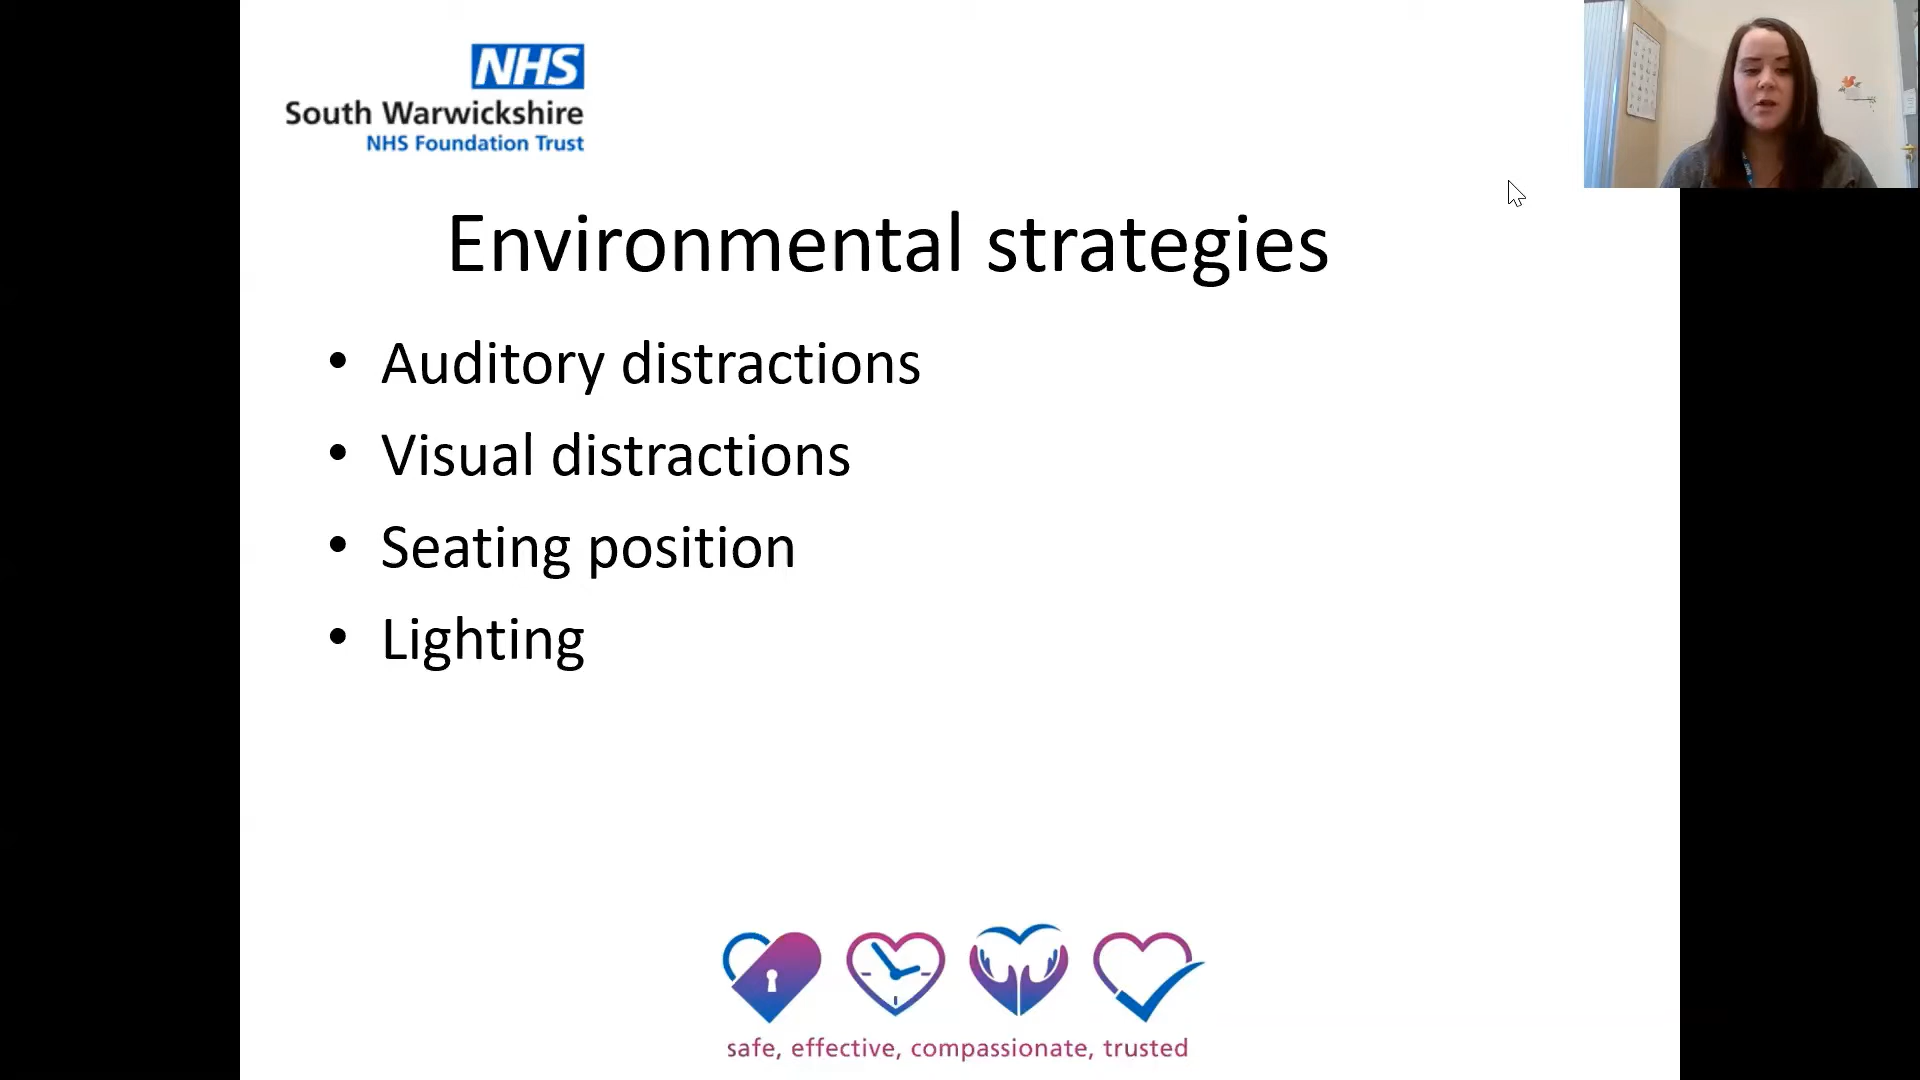 NHS
South Warwickshire
NHS Foundation Trust
Environmental strategies
• Auditory distractions
• Visual distractions
• Seating position
• Lighting
safe, effective, compassionate, trusted